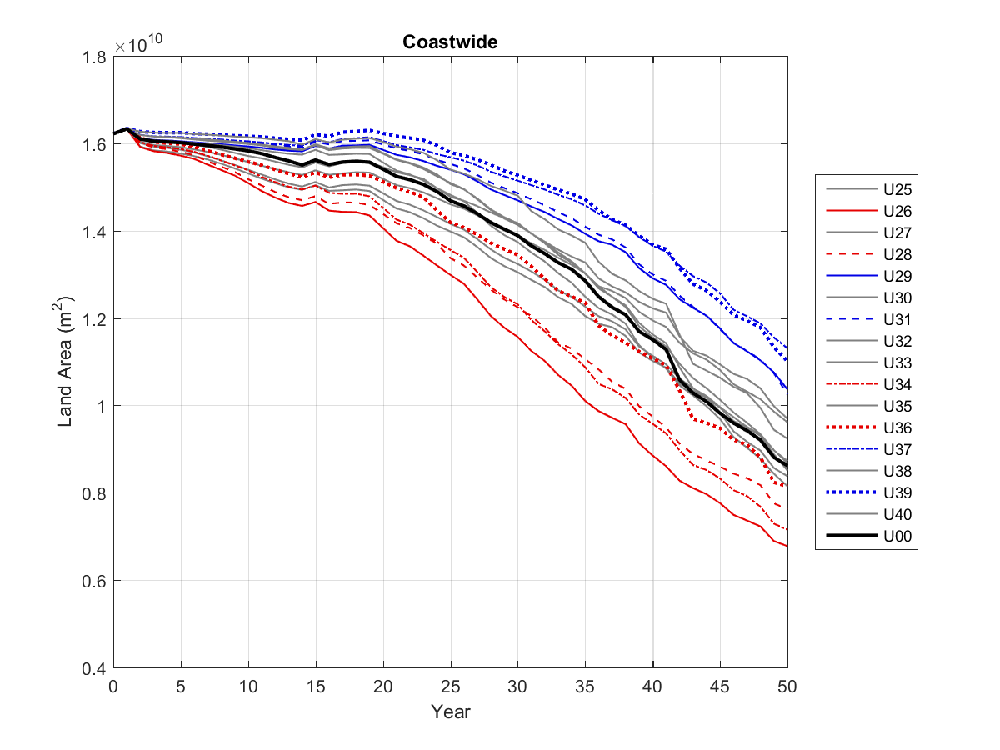 Coastwide
×10^10
1.8
1.6
1.4
1.2
1
0.8
0.6
0.4
Land Area (m²)
0 5 10 15 20 25 30 35 40 45 50
Year
U25
U26
U27
U28
U29
U30
U31
U32
U33
U34
U35
U36
U37
U38
U39
U40
U00